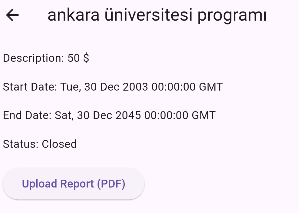 ankara üniversitesi programı
Description: 50 $
Start Date: Tue, 30 Dec 2003 00:00:00 GMT
End Date: Sat, 30 Dec 2045 00:00:00 GMT
Status: Closed
Upload Report (PDF)